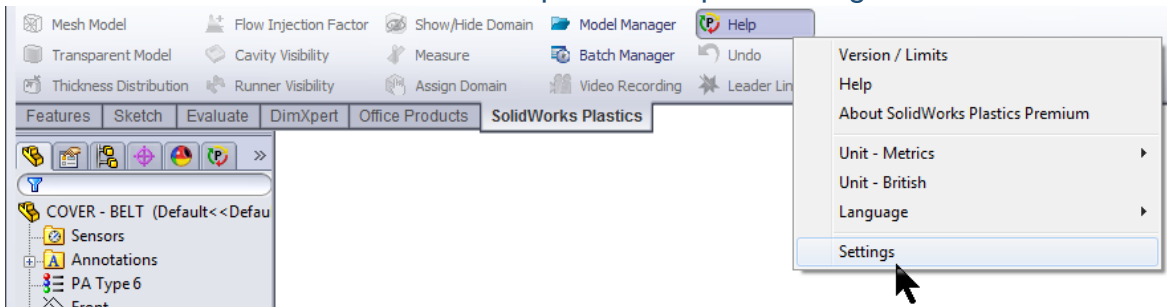 Mesh Model Flow Injection Factor Show/Hide Domain Model Manager Help
Transparent Model Cavity Visibility Measure Batch Manager Undo
Thickness Distribution Runner Visibility Assign Domain Video Recording Leader Lin
Version / Limits
Help
About SolidWorks Plastics Premium
Unit - Metrics
Unit - British
Language
Settings
Features Sketch Evaluate DimXpert Office Products SolidWorks Plastics
COVER - BELT (Default<<Defau
Sensors
Annotations
PA Type 6